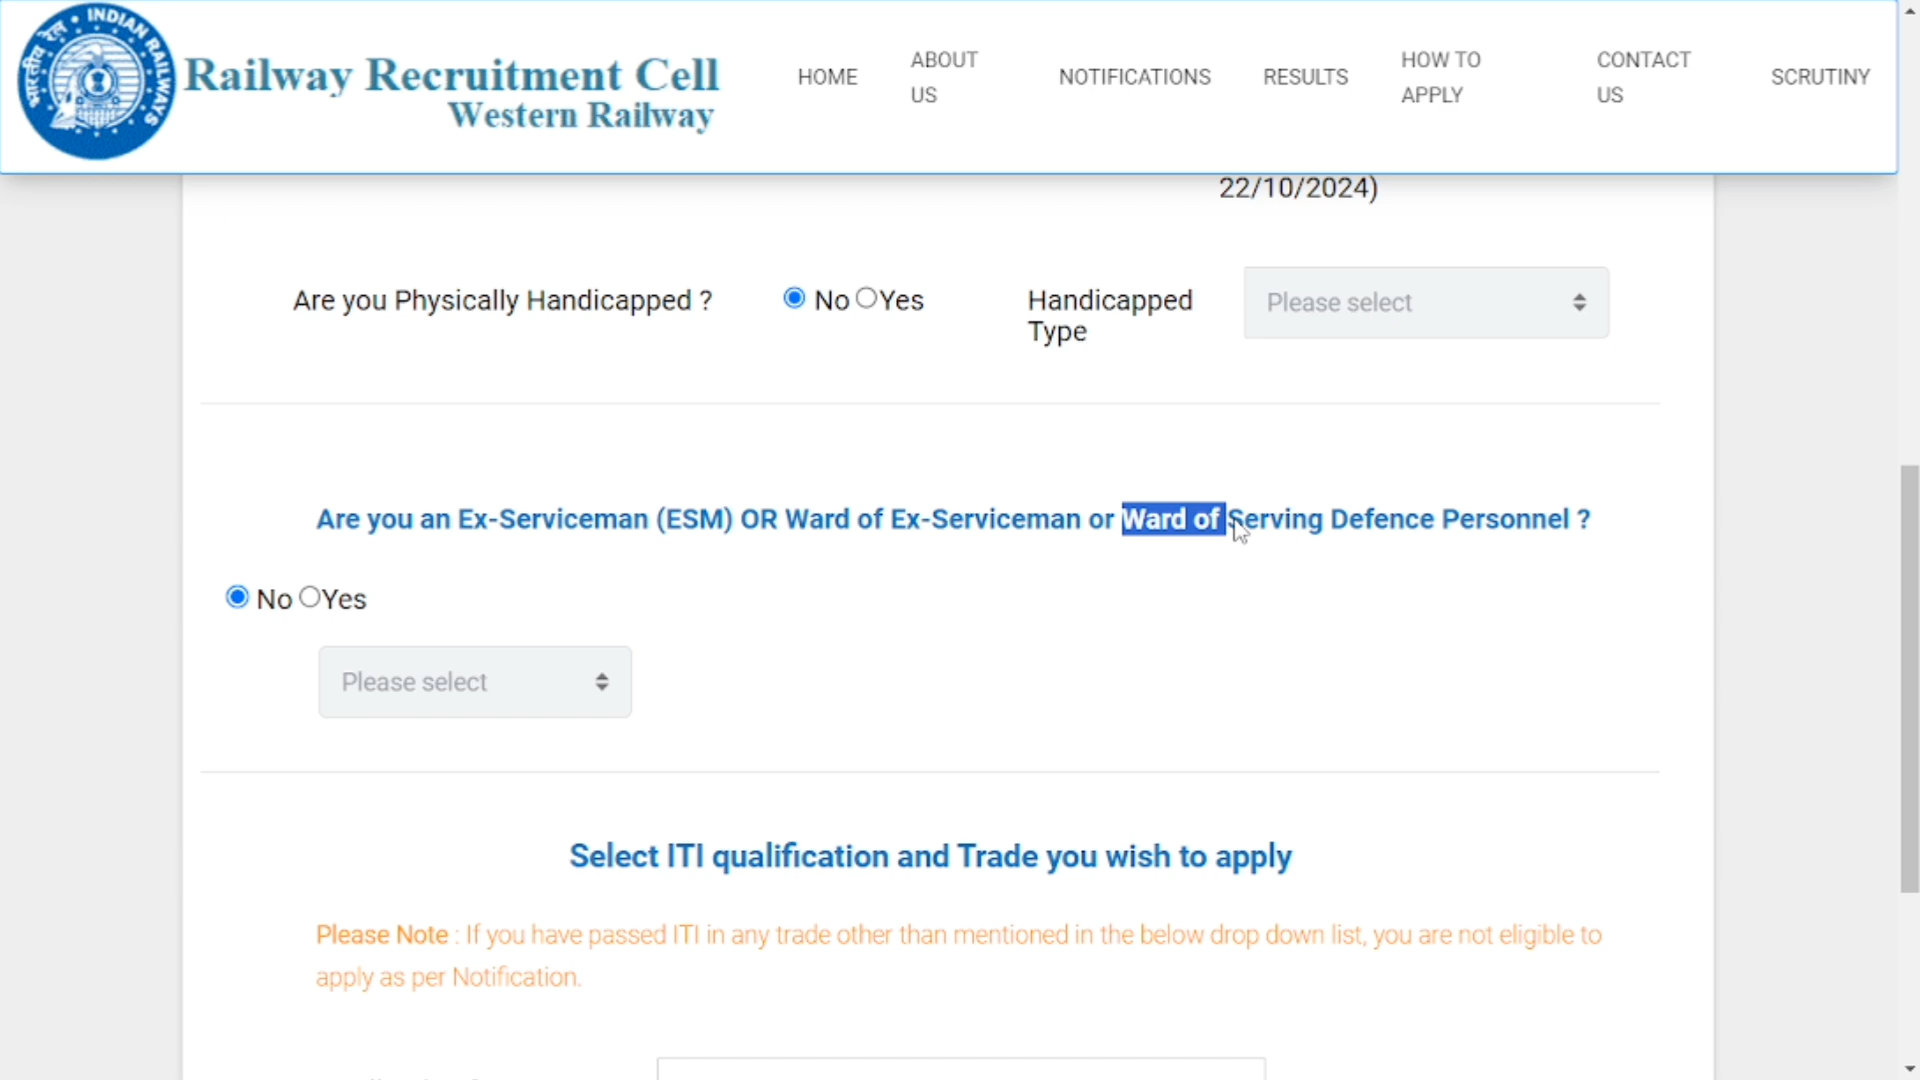 INDIAN RAILWAYS
भारतीय रेल
Railway Recruitment Cell
Western Railway
HOME
ABOUT US
NOTIFICATIONS
RESULTS
HOW TO APPLY
CONTACT US
SCRUTINY
22/10/2024)
Are you Physically Handicapped ?
No Yes
Handicapped Type
Please select
Are you an Ex-Serviceman (ESM) OR Ward of Ex-Serviceman or Ward of Serving Defence Personnel ?
No Yes
Please select
Select ITI qualification and Trade you wish to apply
Please Note : If you have passed ITI in any trade other than mentioned in the below drop down list, you are not eligible to
apply as per Notification.